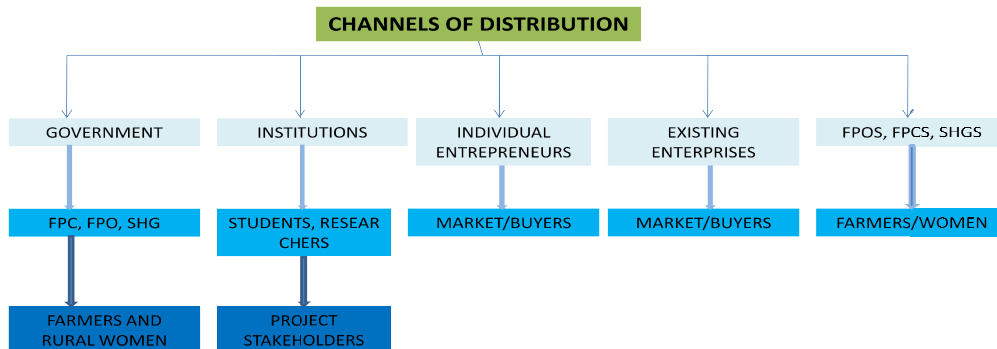 CHANNELS OF DISTRIBUTION
GOVERNMENT
INSTITUTIONS
INDIVIDUAL
ENTREPRENEURS
EXISTING
ENTERPRISES
FPOS, FPCS, SHGS
FPC, FPO, SHG
STUDENTS, RESEAR
CHERS
MARKET/BUYERS
MARKET/BUYERS
FARMERS/WOMEN
FARMERS AND
RURAL WOMEN
PROJECT
STAKEHOLDERS